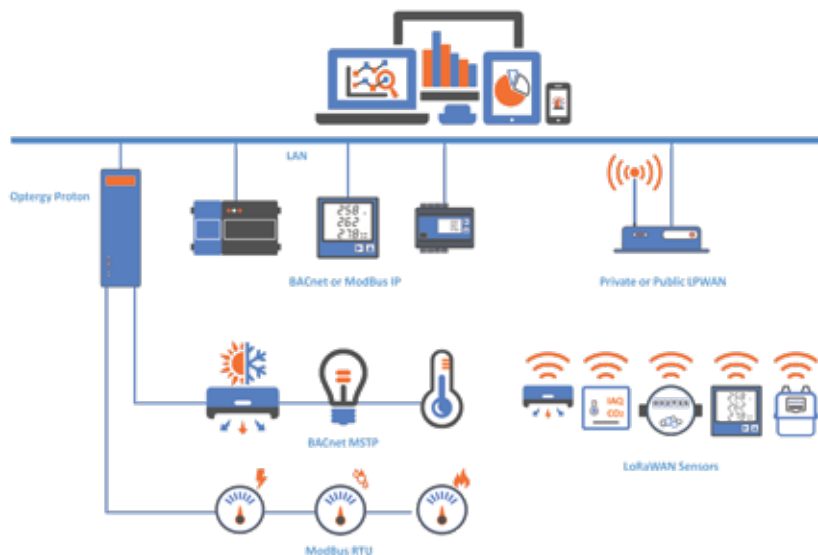 LAN
Optergy Proton
258
262
278
BACnet or ModBus IP
Private or Public LPWAN
IAQ
CO₂
BACnet MSTP
LoRaWAN Sensors
ModBus RTU